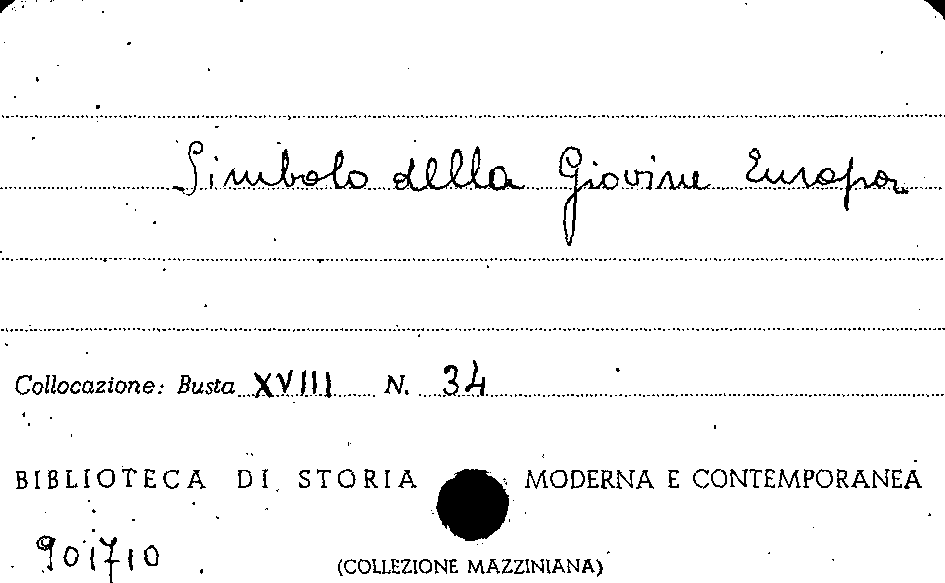 Simbolo della Giovine Europa
Collocazione: Busta XVIII N. 34
BIBLIOTECA DI STORIA MODERNA E CONTEMPORANEA
901710
(COLLEZIONE MAZZINIANA)